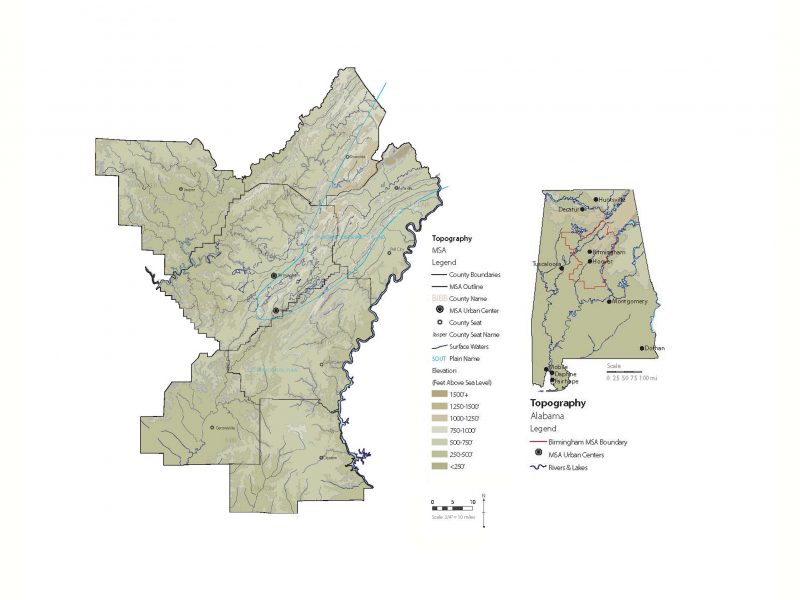 Jasper
Pell City
Centreville
Clanton
Topography
MSA
Legend
County Boundaries
MSA Outline
BIBB County Name
MSA Urban Center
County Seat
Jasper County Seat Name
Surface Waters
SOUT Plain Name
Elevation
(Feet Above Sea Level)
1500'+
1250-1500'
1000-1250'
750-1000'
500-750'
250-500'
<250'
0 5 10
Scale 3/4" = 10 miles
N
Huntsville
Decatur
Birmingham
Hoover
Tuscaloosa
Montgomery
Dothan
Mobile
Daphne
Fairhope
Scale
0 25 50 75 100 mi
Topography
Alabama
Legend
Birmingham MSA Boundary
MSA Urban Centers
Rivers & Lakes